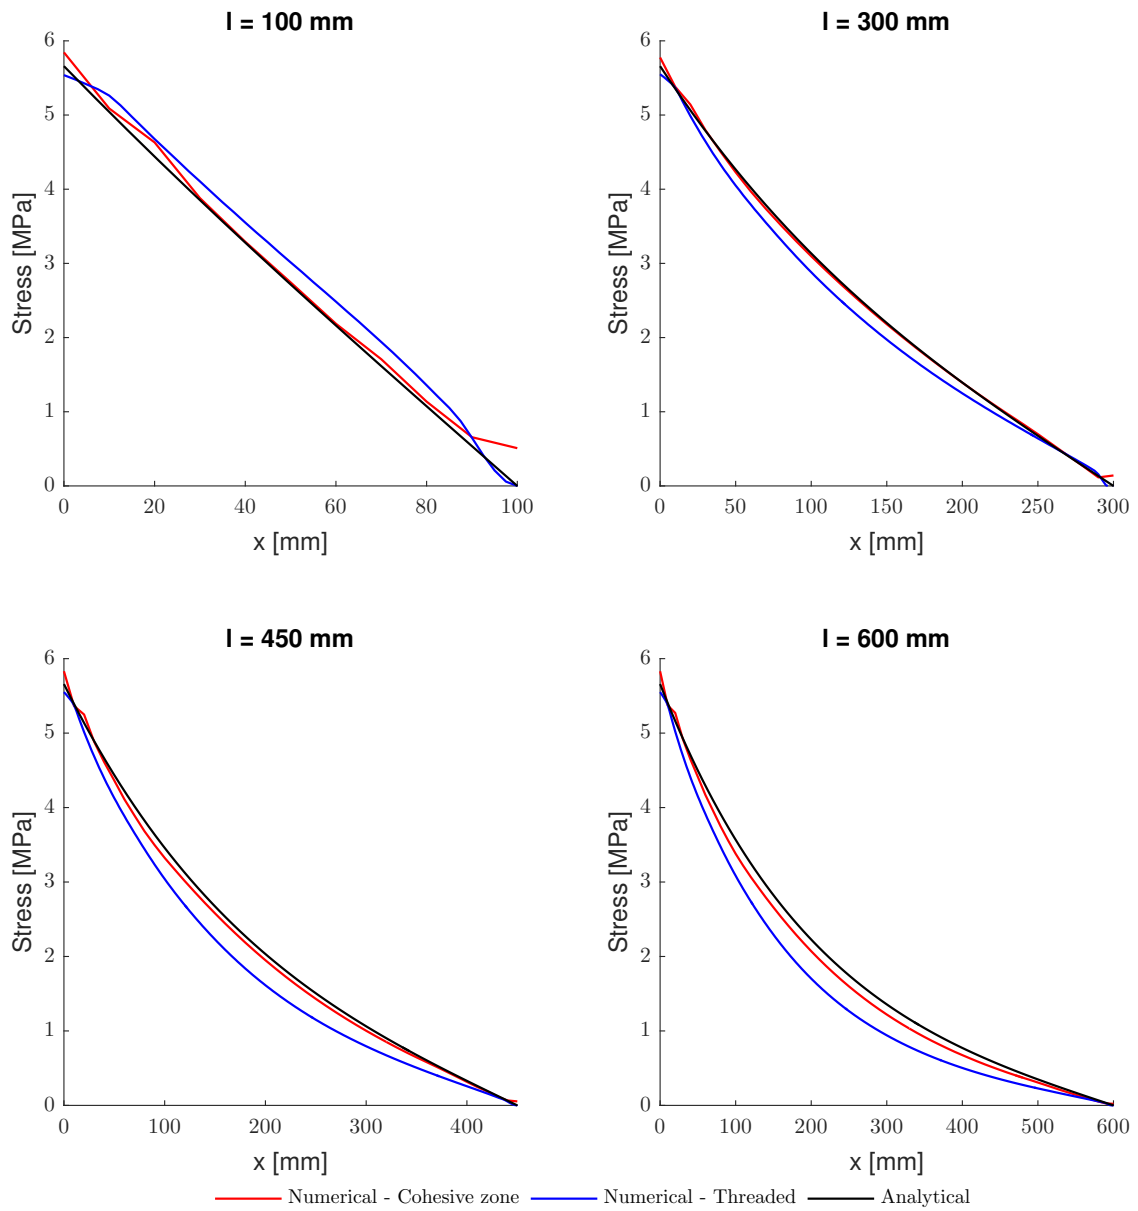 l = 100 mm
6
5
4
3
2
1
0
Stress [MPa]
0 20 40 60 80 100
x [mm]
l = 300 mm
6
5
4
3
2
1
0
Stress [MPa]
0 50 100 150 200 250 300
x [mm]
l = 450 mm
6
5
4
3
2
1
0
Stress [MPa]
0 100 200 300 400
x [mm]
l = 600 mm
6
5
4
3
2
1
0
Stress [MPa]
0 100 200 300 400 500 600
x [mm]
Numerical - Cohesive zone Numerical - Threaded Analytical